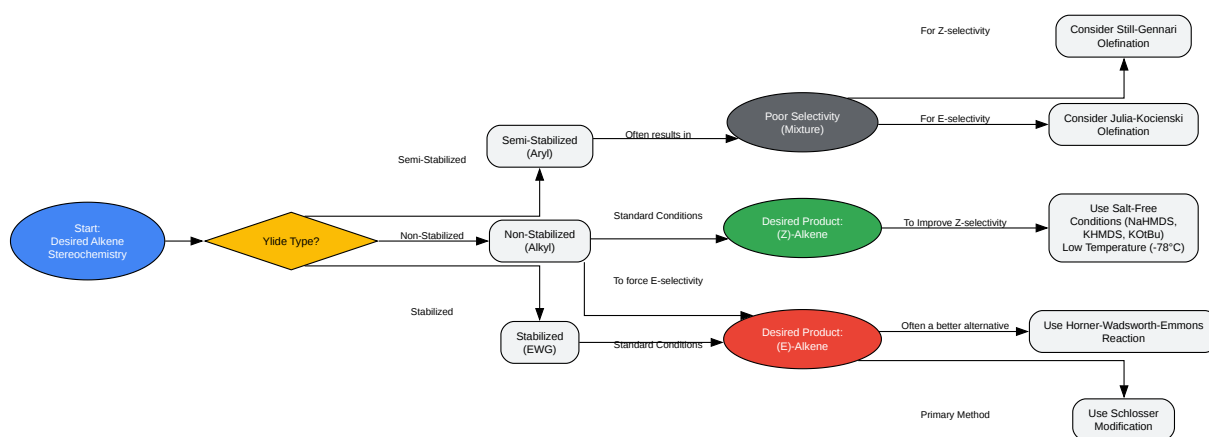 Start:
Desired Alkene
Stereochemistry
Ylide Type?
Semi-Stabilized
Non-Stabilized
Stabilized
Semi-Stabilized
(Aryl)
Non-Stabilized
(Alkyl)
Stabilized
(EWG)
Often results in
Standard Conditions
To force E-selectivity
Standard Conditions
Poor Selectivity
(Mixture)
Desired Product:
(Z)-Alkene
Desired Product:
(E)-Alkene
For Z-selectivity
For E-selectivity
To Improve Z-selectivity
Often a better alternative
Primary Method
Consider Still-Gennari
Olefination
Consider Julia-Kocienski
Olefination
Use Salt-Free
Conditions (NaHMDS,
KHMDS, KOtBu)
Low Temperature (-78°C)
Use Horner-Wadsworth-Emmons
Reaction
Use Schlosser
Modification